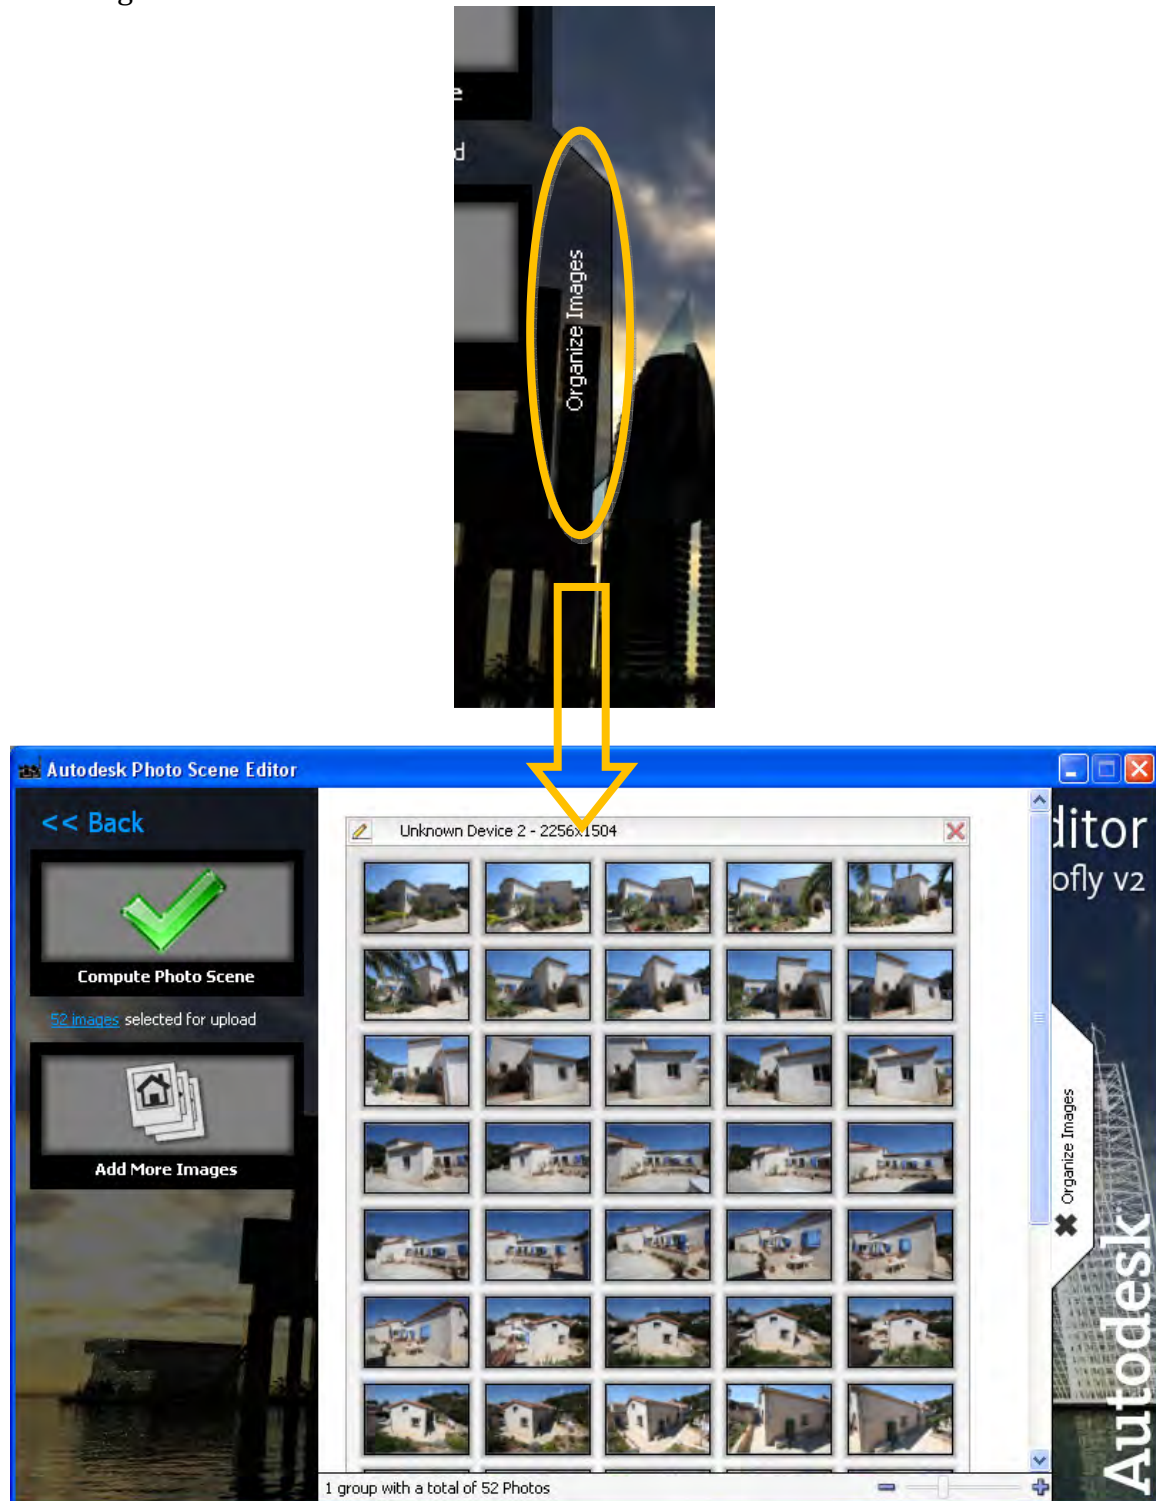 g
e
d
Organize Images
Autodesk Photo Scene Editor
<< Back
Compute Photo Scene
52 images selected for upload
Add More Images
Unknown Device 2 - 2256x1504
ditor
ofly v2
Organize Images
Autodesk
1 group with a total of 52 Photos